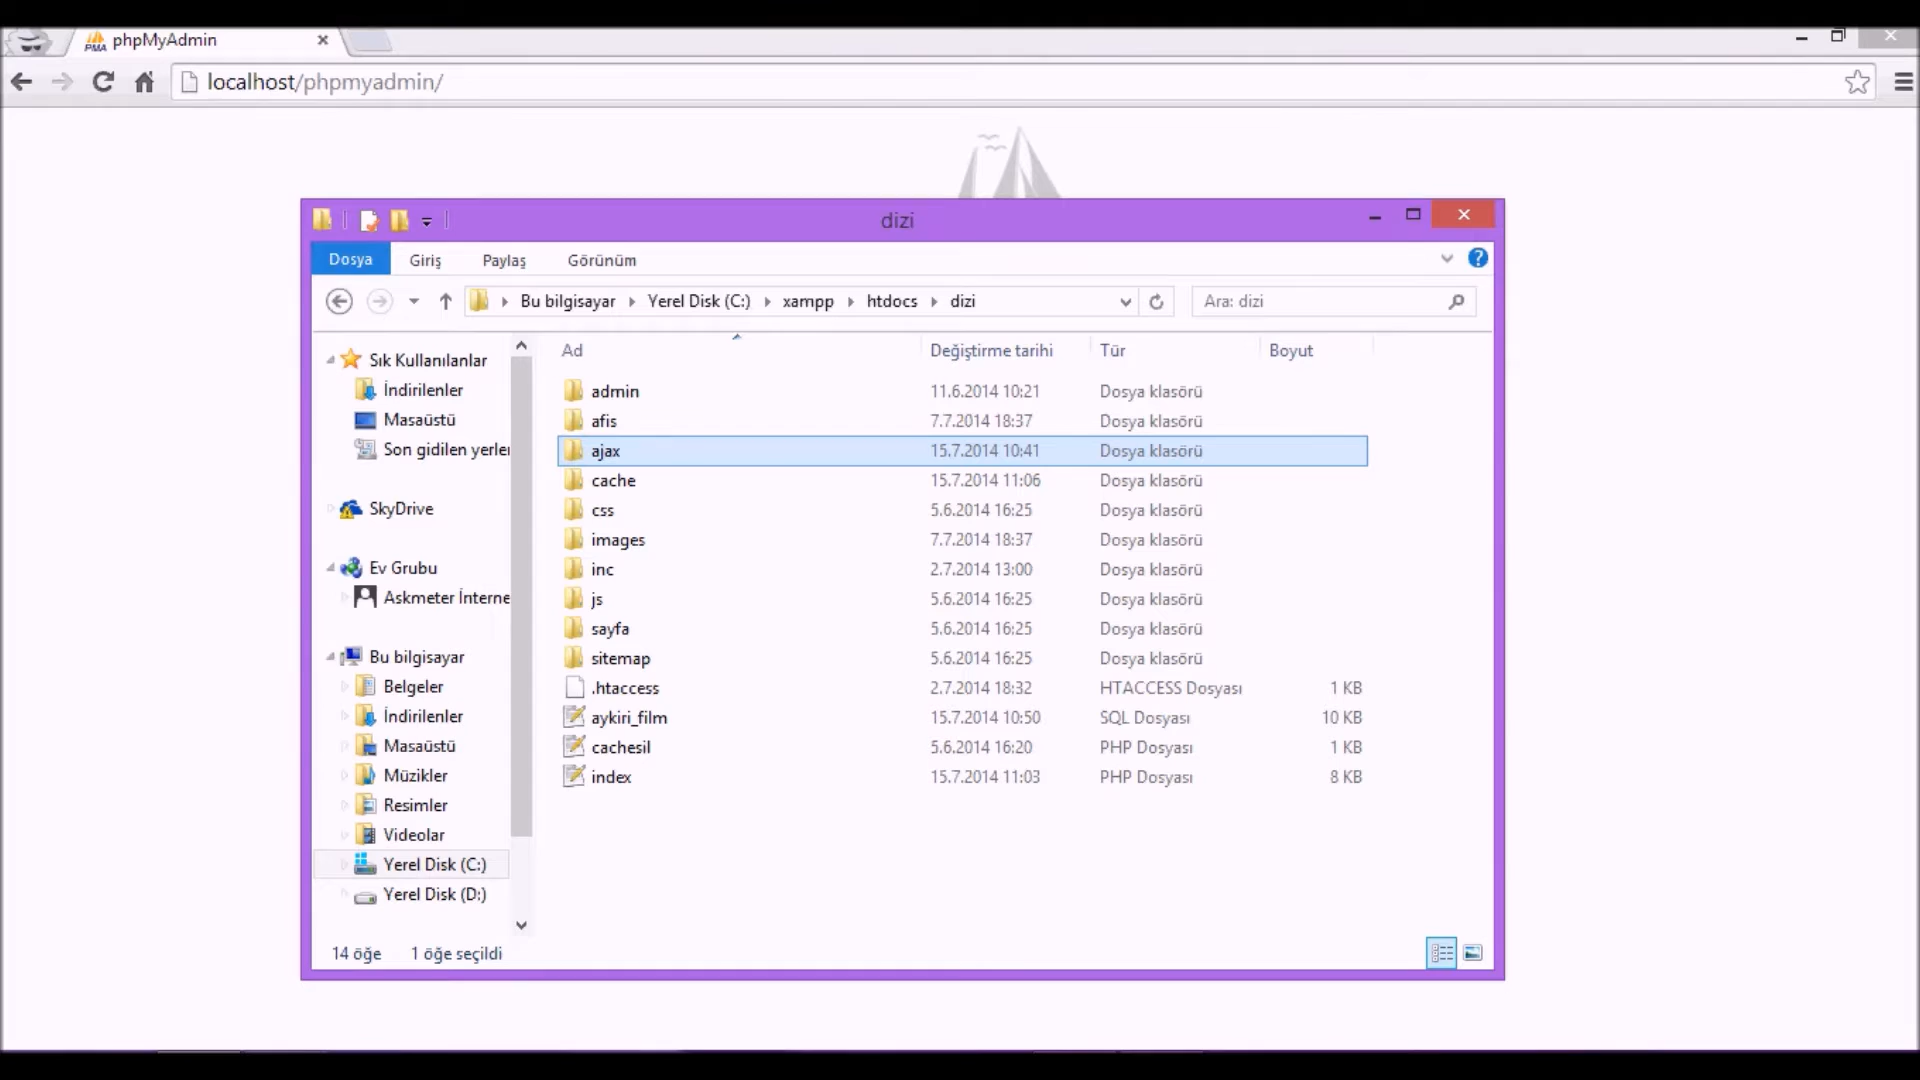 phpMyAdmin
localhost/phpmyadmin/
dizi
Dosya Giriş Paylaş Görünüm
Bu bilgisayar Yerel Disk (C:) xampp htdocs dizi
Ara: dizi
Sık Kullanılanlar
İndirilenler
Masaüstü
Son gidilen yerler
SkyDrive
Ev Grubu
Askmeter İnterne
Bu bilgisayar
Belgeler
İndirilenler
Masaüstü
Müzikler
Resimler
Videolar
Yerel Disk (C:)
Yerel Disk (D:)
Ad Değiştirme tarihi Tür Boyut
admin 11.6.2014 10:21 Dosya klasörü
afis 7.7.2014 18:37 Dosya klasörü
ajax 15.7.2014 10:41 Dosya klasörü
cache 15.7.2014 11:06 Dosya klasörü
css 5.6.2014 16:25 Dosya klasörü
images 7.7.2014 18:37 Dosya klasörü
inc 2.7.2014 13:00 Dosya klasörü
js 5.6.2014 16:25 Dosya klasörü
sayfa 5.6.2014 16:25 Dosya klasörü
sitemap 5.6.2014 16:25 Dosya klasörü
.htaccess 2.7.2014 18:32 HTACCESS Dosyası 1 KB
aykiri_film 15.7.2014 10:50 SQL Dosyası 10 KB
cachesil 5.6.2014 16:20 PHP Dosyası 1 KB
index 15.7.2014 11:03 PHP Dosyası 8 KB
14 öğe 1 öğe seçildi